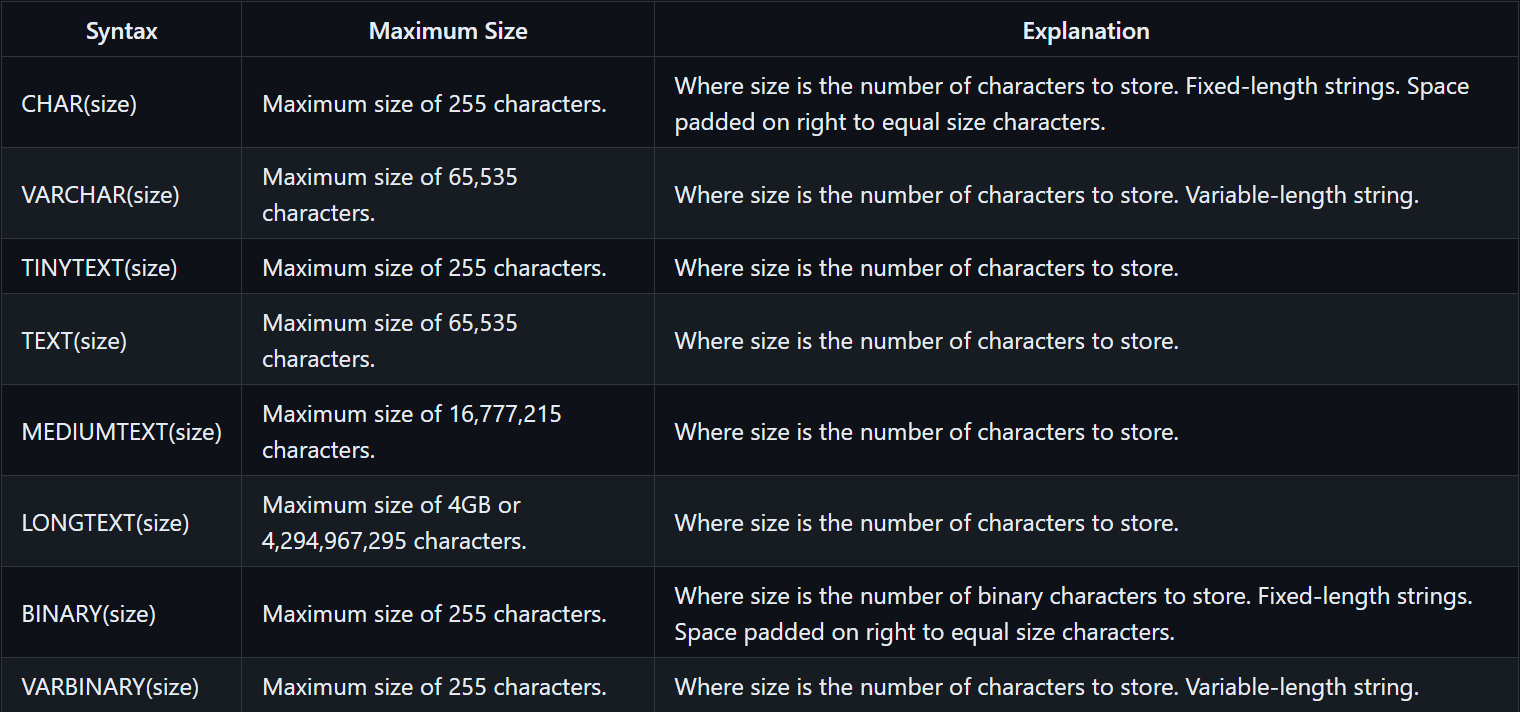 Syntax
Maximum Size
Explanation
CHAR(size)
Maximum size of 255 characters.
Where size is the number of characters to store. Fixed-length strings. Space
padded on right to equal size characters.
VARCHAR(size)
Maximum size of 65,535
characters.
Where size is the number of characters to store. Variable-length string.
TINYTEXT(size)
Maximum size of 255 characters.
Where size is the number of characters to store.
TEXT(size)
Maximum size of 65,535
characters.
Where size is the number of characters to store.
MEDIUMTEXT(size)
Maximum size of 16,777,215
characters.
Where size is the number of characters to store.
LONGTEXT(size)
Maximum size of 4GB or
4,294,967,295 characters.
Where size is the number of characters to store.
BINARY(size)
Maximum size of 255 characters.
Where size is the number of binary characters to store. Fixed-length strings.
Space padded on right to equal size characters.
VARBINARY(size)
Maximum size of 255 characters.
Where size is the number of characters to store. Variable-length string.